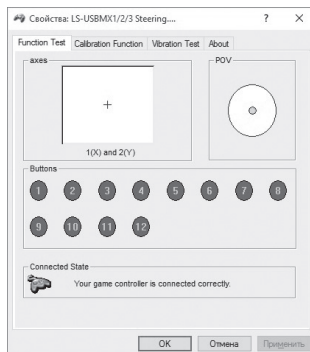 Свойства: LS-USBMX1/2/3 Steering....
?
Function Test Calibration Function Vibration Test About
axes
POV
1(X) and 2(Y)
Buttons
1 2 3 4 5 6 7 8
9 10 11 12
Connected State
Your game controller is connected correctly.
OK Отмена Применить